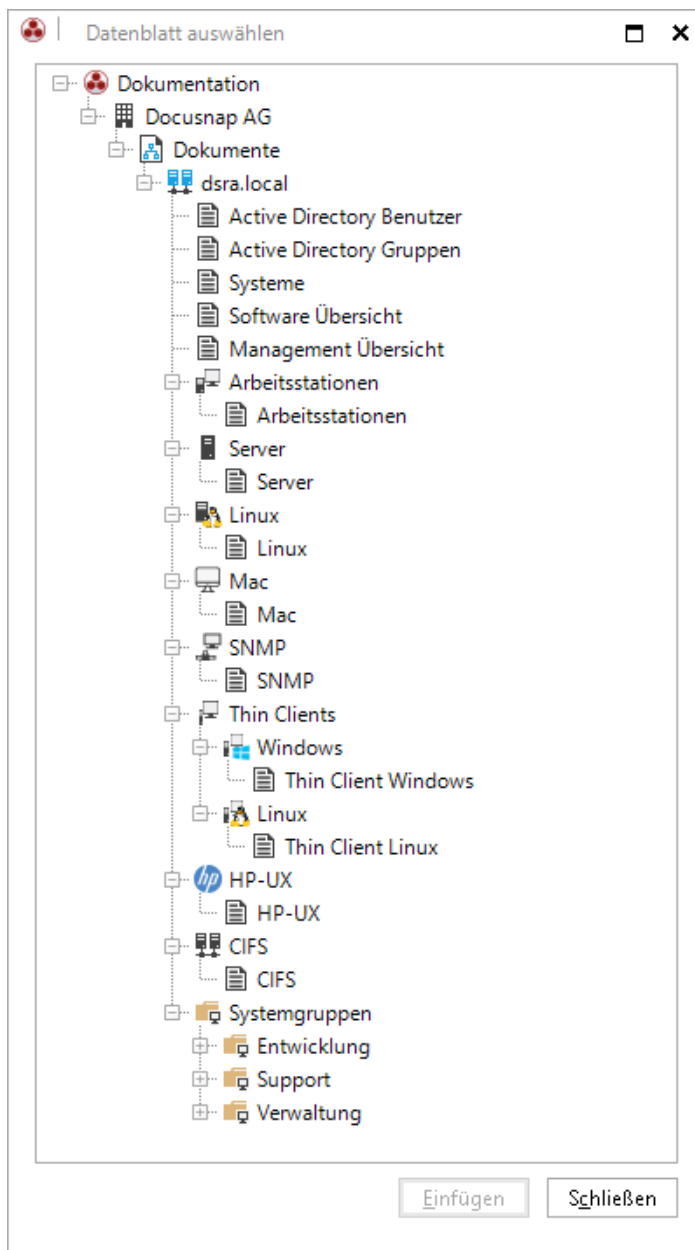 Datenblatt auswählen
Dokumentation
Docusnap AG
Dokumente
dsra.local
Active Directory Benutzer
Active Directory Gruppen
Systeme
Software Übersicht
Management Übersicht
Arbeitsstationen
Arbeitsstationen
Server
Server
Linux
Linux
Mac
Mac
SNMP
SNMP
Thin Clients
Windows
Thin Client Windows
Linux
Thin Client Linux
hp HP-UX
HP-UX
CIFS
CIFS
Systemgruppen
Entwicklung
Support
Verwaltung
Einfügen Schließen